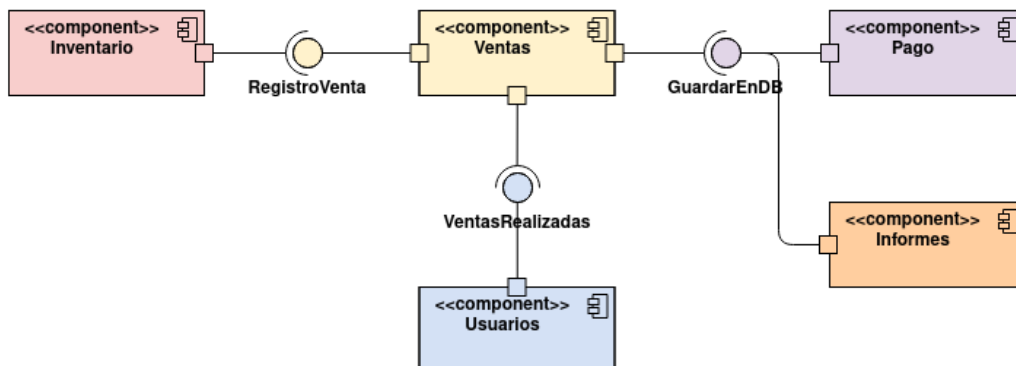 <<component>>
Inventario
RegistroVenta
<<component>>
Ventas
GuardarEnDB
<<component>>
Pago
VentasRealizadas
<<component>>
Informes
<<component>>
Usuarios